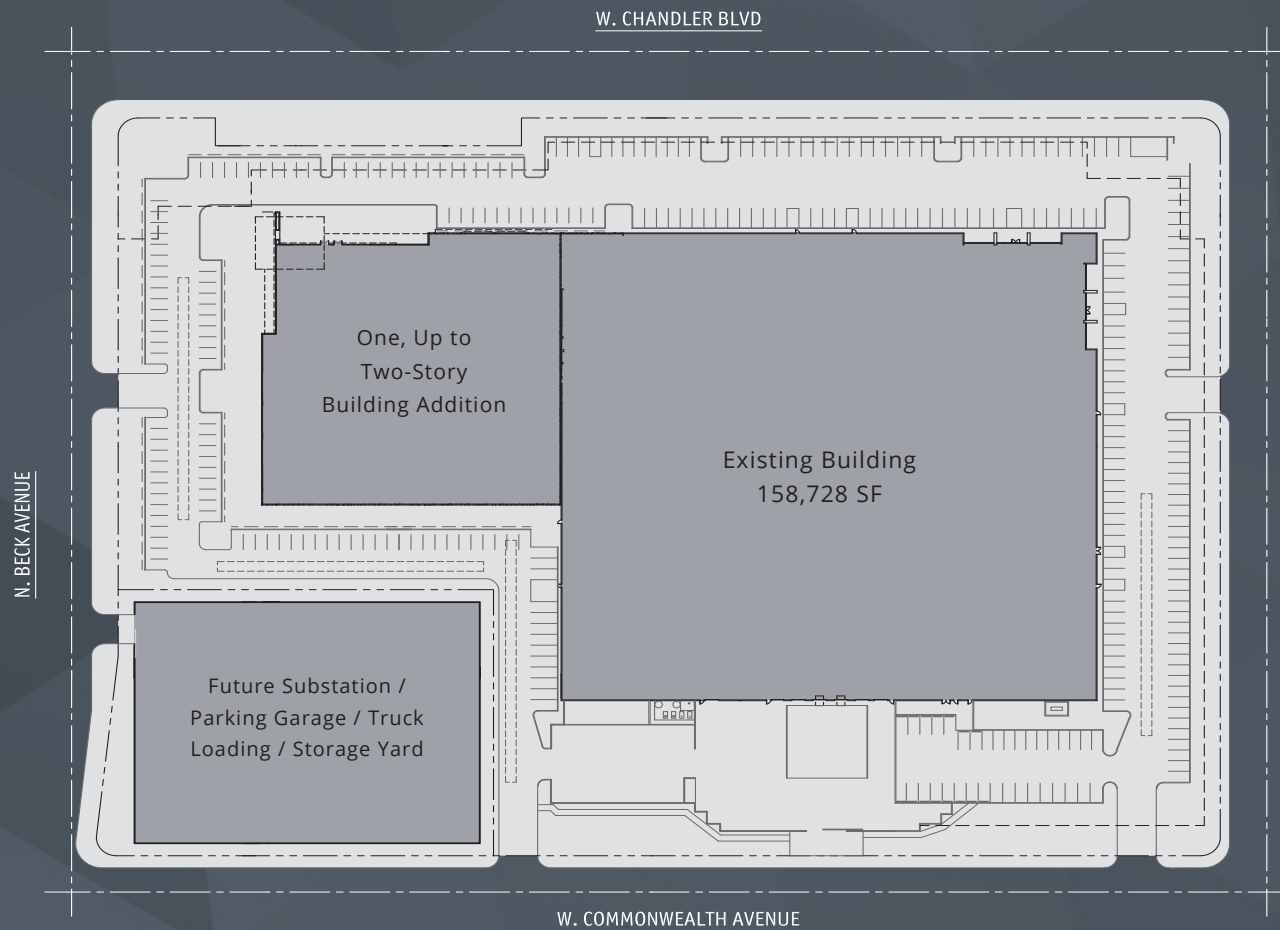 W. CHANDLER BLVD
One, Up to
Two-Story
Building Addition
Existing Building
158,728 SF
N. BECK AVENUE
Future Substation /
Parking Garage / Truck
Loading / Storage Yard
W. COMMONWEALTH AVENUE